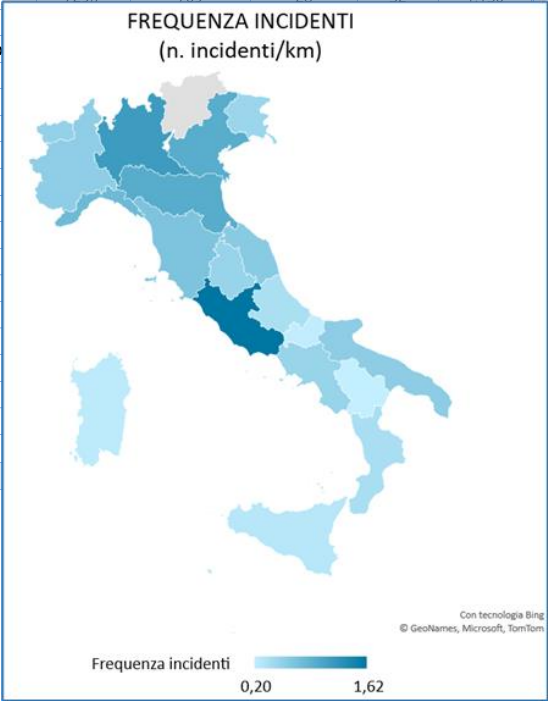 FREQUENZA INCIDENTI
(n. incidenti/km)
Con tecnologia Bing
© GeoNames, Microsoft, TomTom
Frequenza incidenti
0,20 1,62